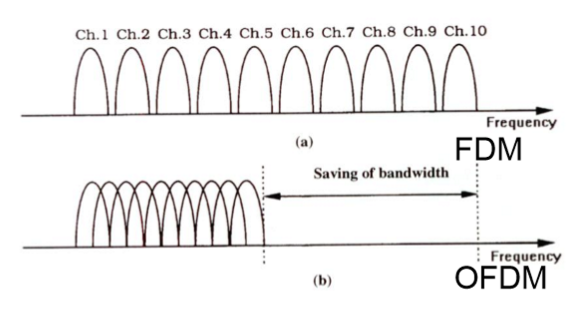 Ch.1 Ch.2 Ch.3 Ch.4 Ch.5 Ch.6 Ch.7 Ch.8 Ch.9 Ch.10
Frequency
(a)
FDM
Saving of bandwidth
Frequency
(b)
OFDM